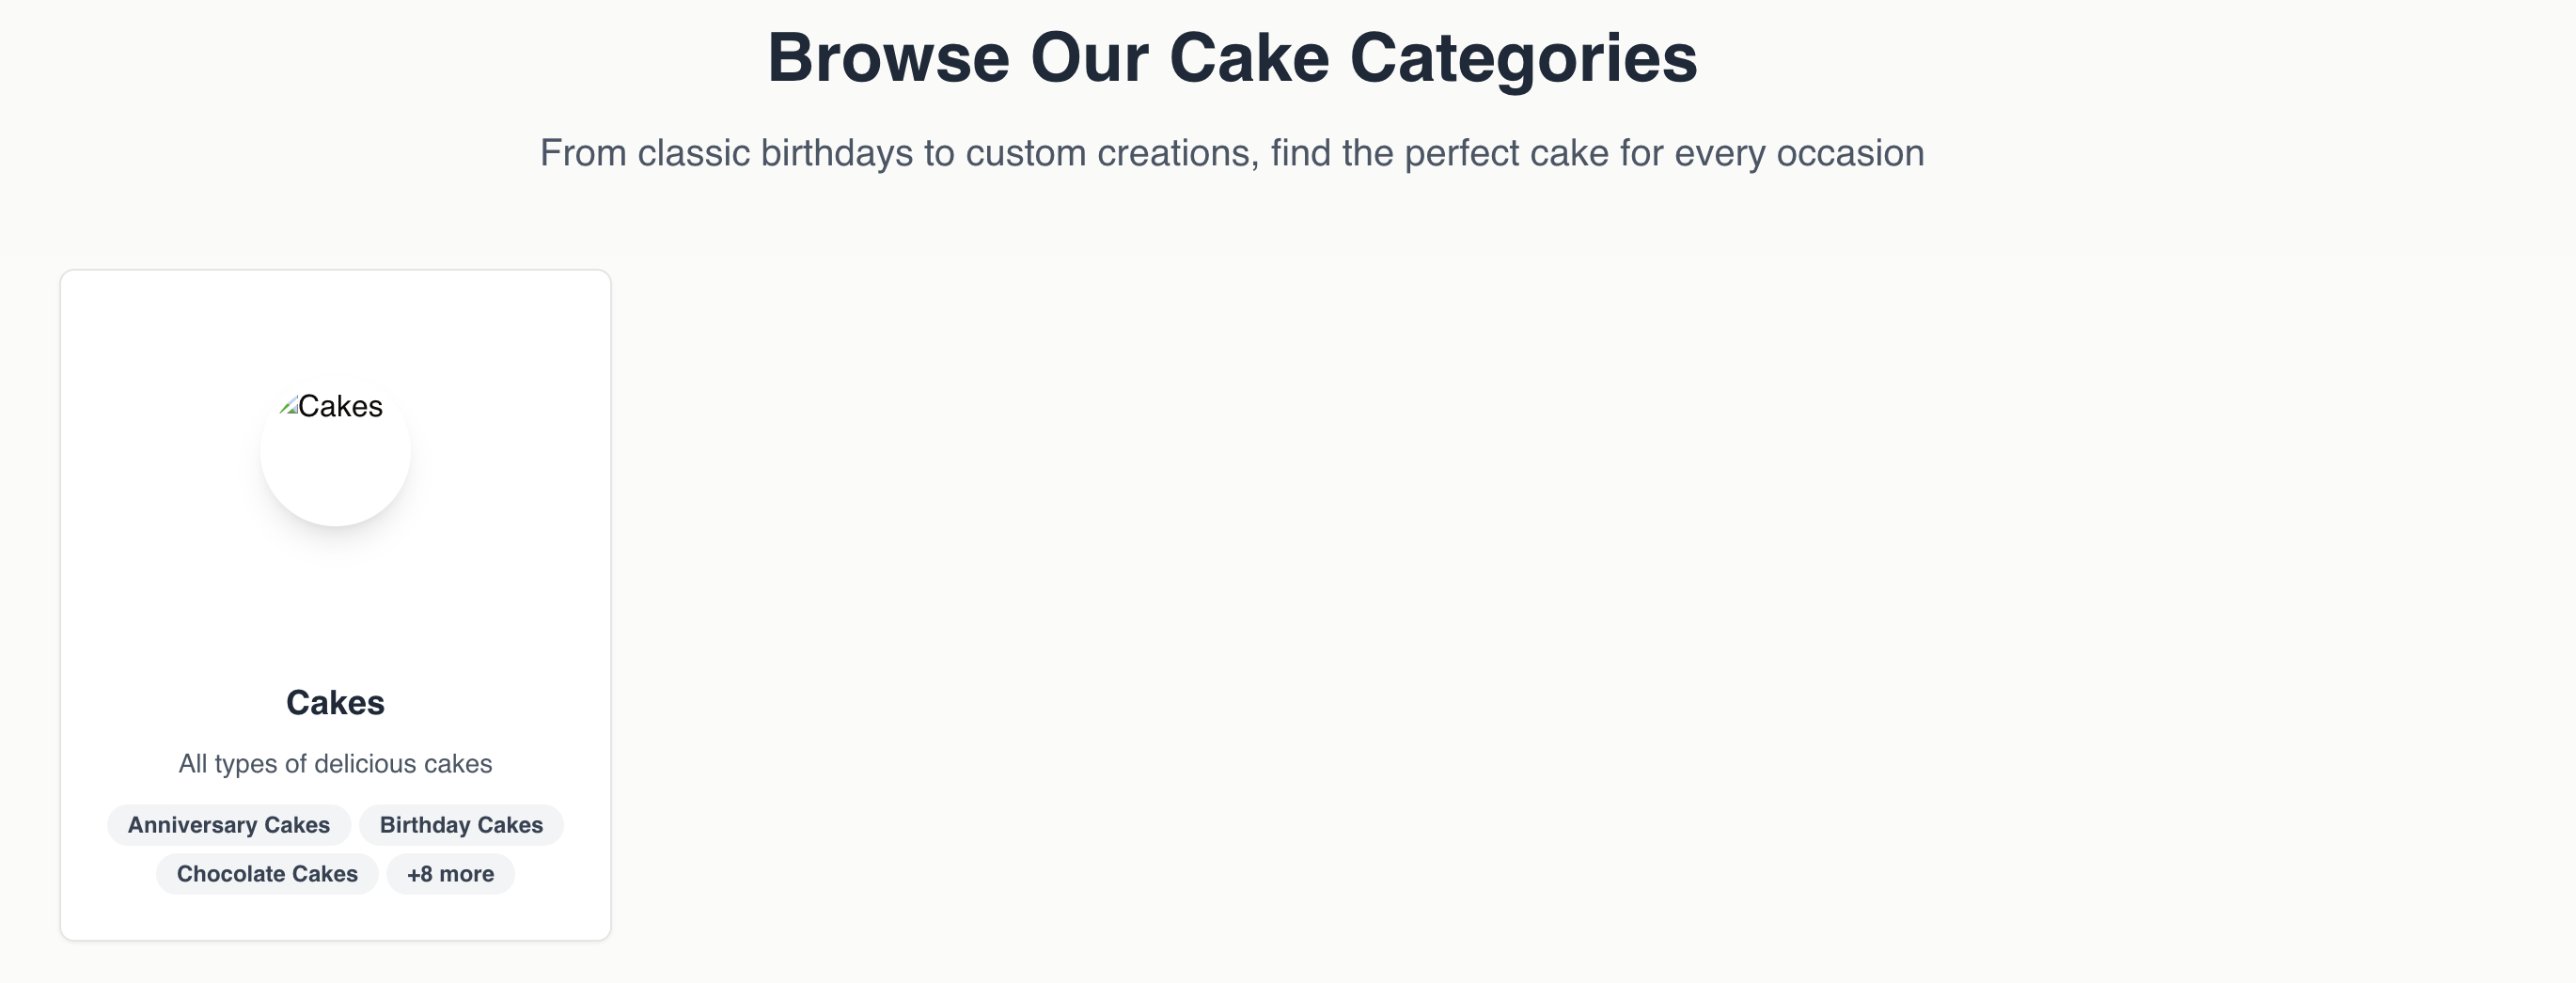 Browse Our Cake Categories
From classic birthdays to custom creations, find the perfect cake for every occasion
Cakes
Cakes
All types of delicious cakes
Anniversary Cakes Birthday Cakes
Chocolate Cakes +8 more